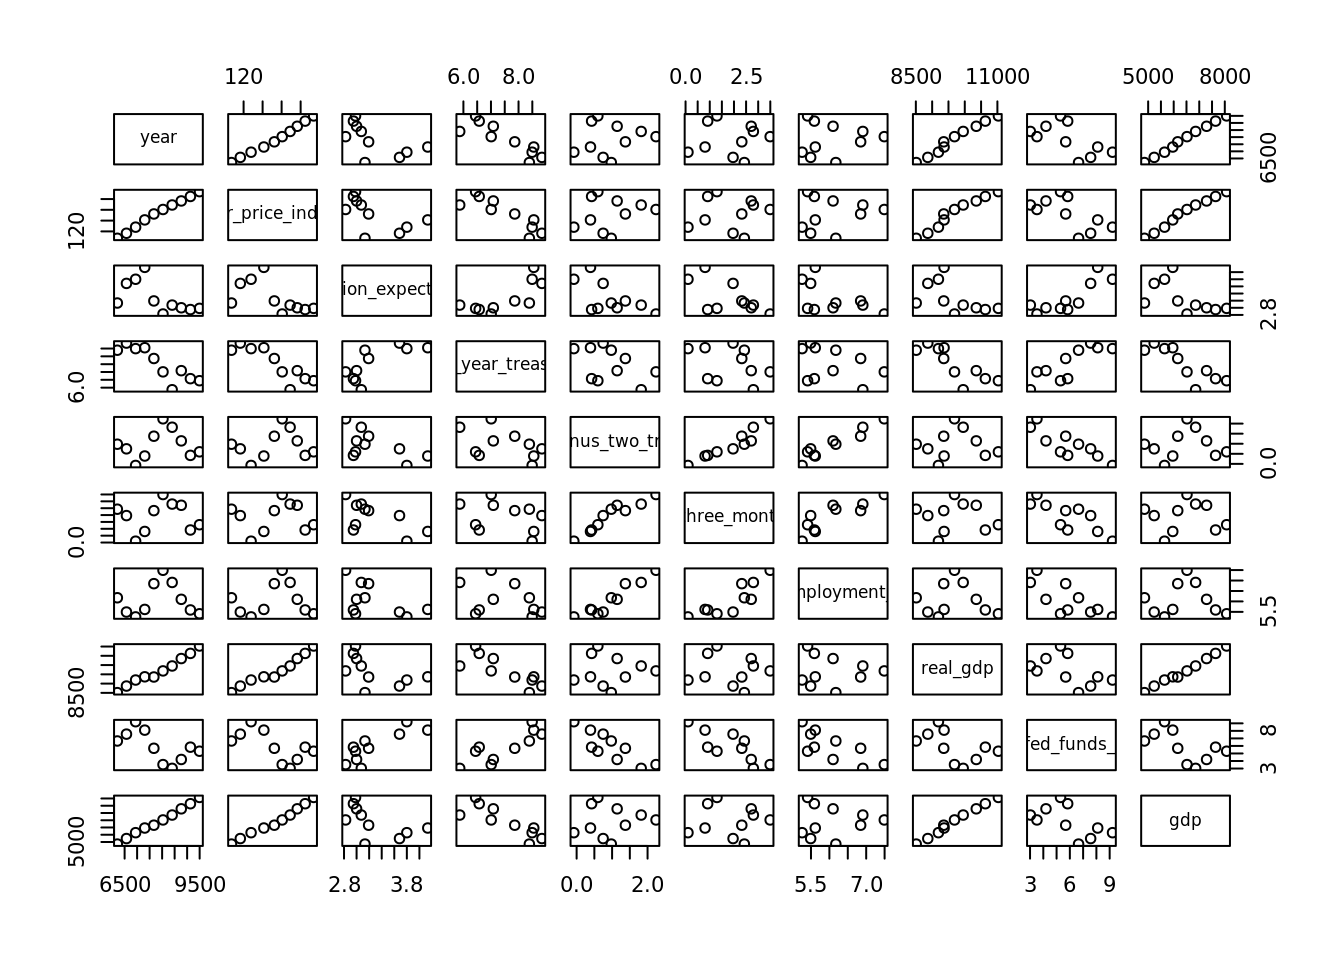 120 6.0 8.0 0.0 2.5 8500 11000 5000 8000
year 6500
120 r_price_ind
ion_expect 2.8
6.0 _year_treas
nus_two_tr 0.0
0.0 hree_mont
nployment_ 5.5
8500 real_gdp
fed_funds_ 3 8
5000 gdp
6500 9500 2.8 3.8 0.0 2.0 5.5 7.0 3 6 9